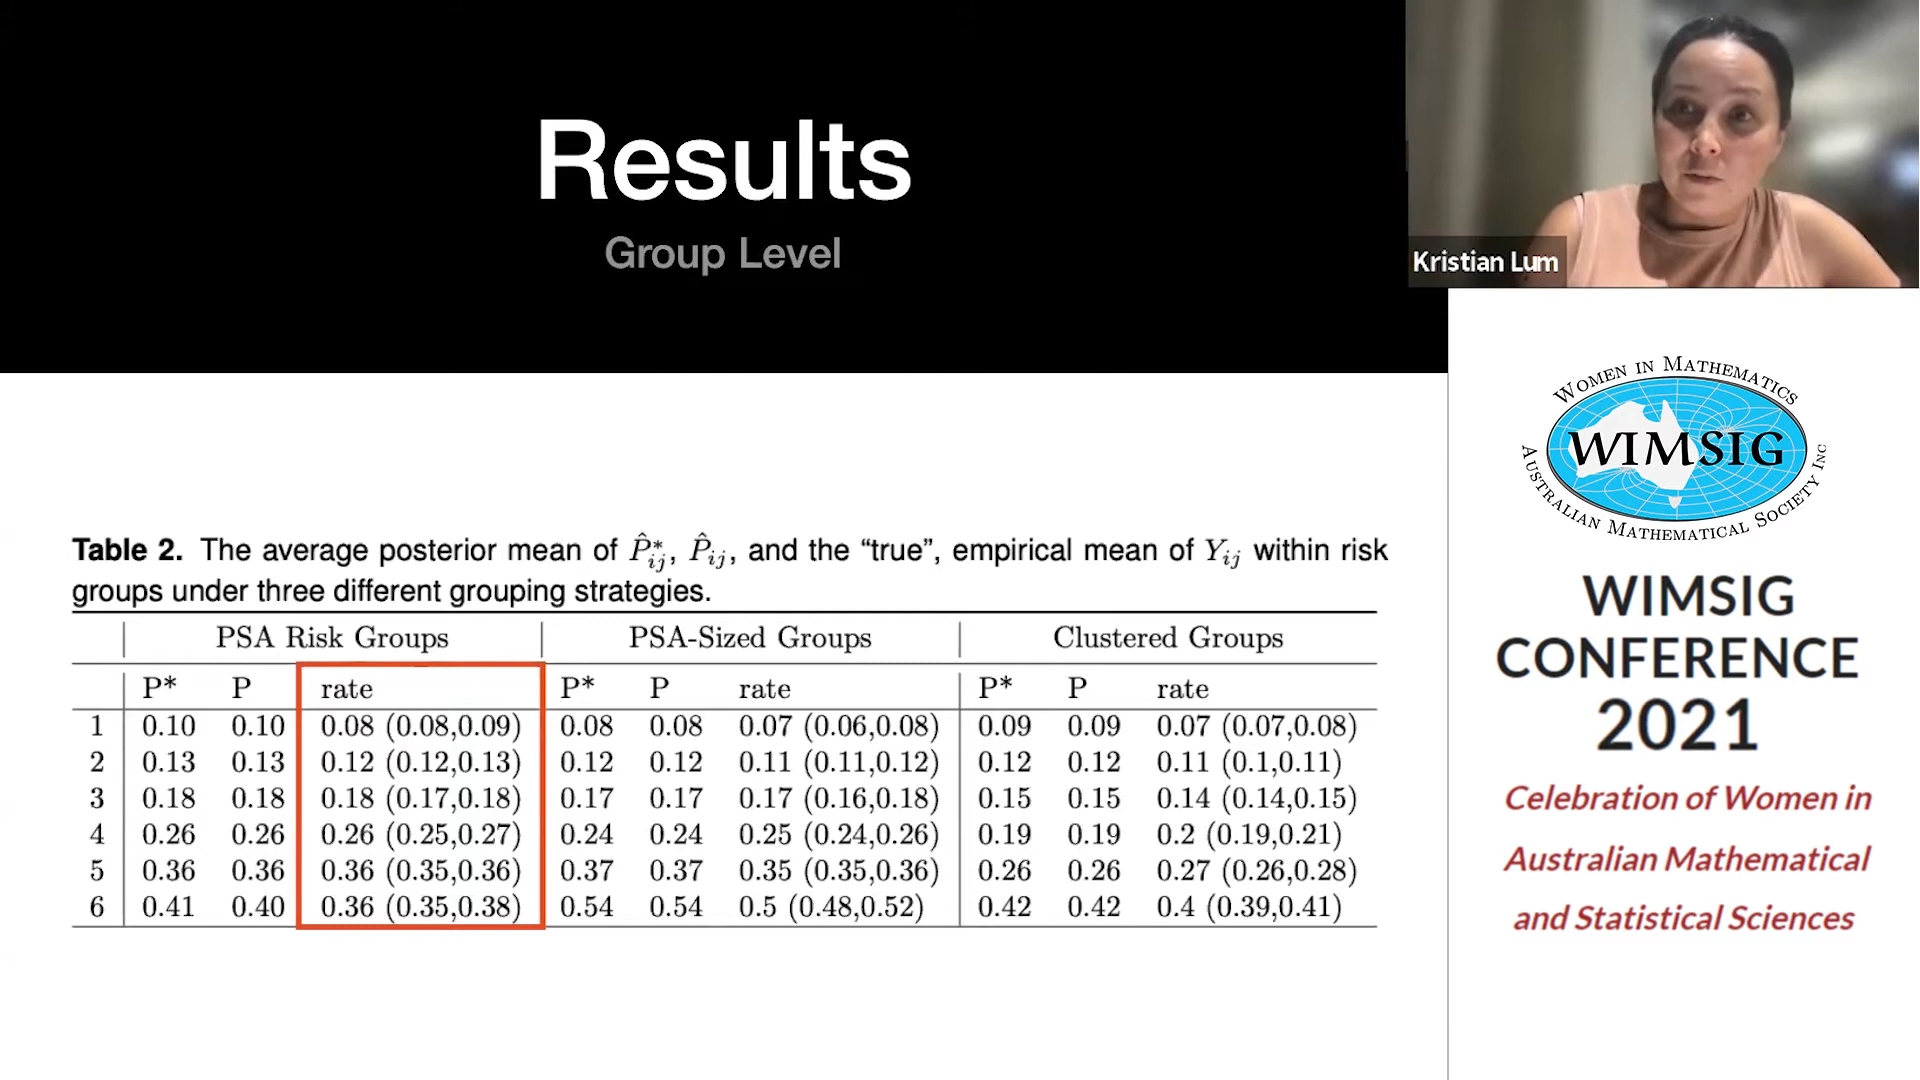 Results
Group Level
Kristian Lum
WOMEN IN MATHEMATICS
WIMSIG
AUSTRALIAN MATHEMATICAL SOCIETY INC
WIMSIG
CONFERENCE
2021
Celebration of Women in
Australian Mathematical
and Statistical Sciences
Table 2. The average posterior mean of P̂*ij, P̂ij, and the “true”, empirical mean of Yij within risk
groups under three different grouping strategies.
PSA Risk Groups PSA-Sized Groups Clustered Groups
P* P rate P* P rate P* P rate
1 0.10 0.10 0.08 (0.08,0.09) 0.08 0.08 0.07 (0.06,0.08) 0.09 0.09 0.07 (0.07,0.08)
2 0.13 0.13 0.12 (0.12,0.13) 0.12 0.12 0.11 (0.11,0.12) 0.12 0.12 0.11 (0.1,0.11)
3 0.18 0.18 0.18 (0.17,0.18) 0.17 0.17 0.17 (0.16,0.18) 0.15 0.15 0.14 (0.14,0.15)
4 0.26 0.26 0.26 (0.25,0.27) 0.24 0.24 0.25 (0.24,0.26) 0.19 0.19 0.2 (0.19,0.21)
5 0.36 0.36 0.36 (0.35,0.36) 0.37 0.37 0.35 (0.35,0.36) 0.26 0.26 0.27 (0.26,0.28)
6 0.41 0.40 0.36 (0.35,0.38) 0.54 0.54 0.5 (0.48,0.52) 0.42 0.42 0.4 (0.39,0.41)